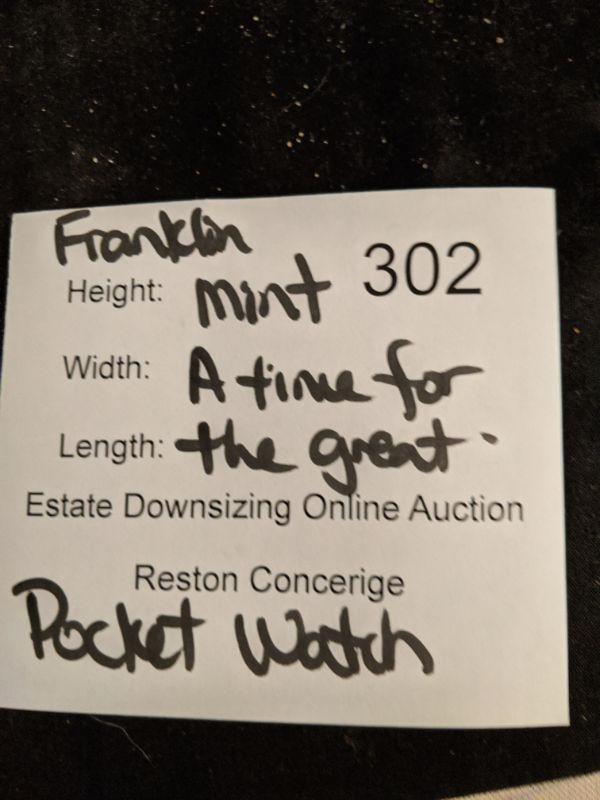 Franklin
Height: mint 302
Width: A time for
Length: the great.
Estate Downsizing Online Auction
Reston Concerige
Pocket Watch